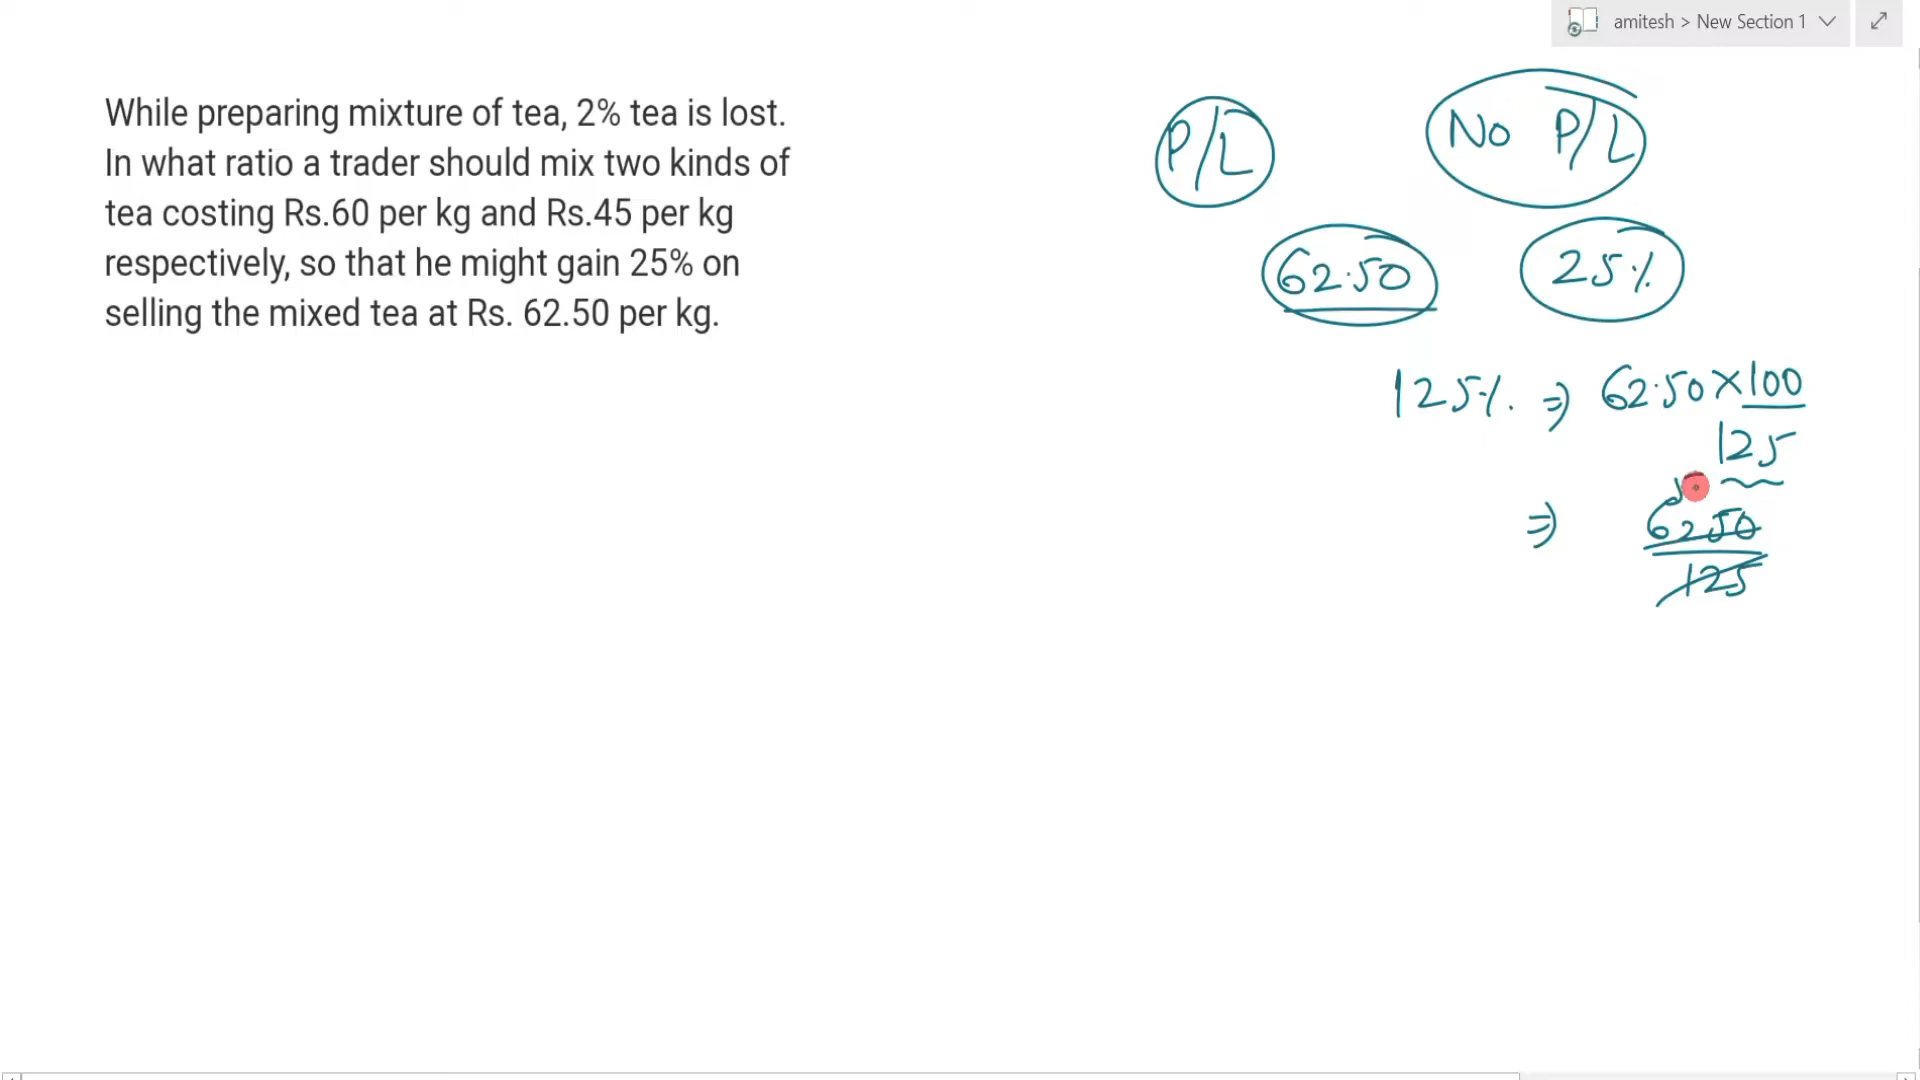 amitesh > New Section 1
While preparing mixture of tea, 2% tea is lost.
In what ratio a trader should mix two kinds of
tea costing Rs.60 per kg and Rs.45 per kg
respectively, so that he might gain 25% on
selling the mixed tea at Rs. 62.50 per kg.
P/L
No P/L
62.50
25%
125% ⇒ 62.50×100
125
⇒ 6250
125